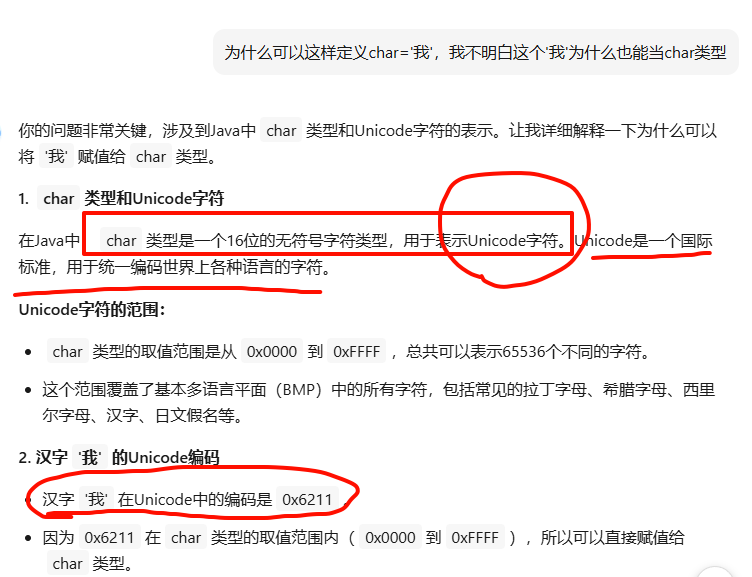 为什么可以这样定义char='我'，我不明白这个'我'为什么也能当char类型
你的问题非常关键，涉及到Java中 char 类型和Unicode字符的表示。让我详细解释一下为什么可以
将 '我' 赋值给 char 类型。
1. char 类型和Unicode字符
在Java中， char 类型是一个16位的无符号字符类型，用于表示Unicode字符。Unicode是一个国际
标准，用于统一编码世界上各种语言的字符。
Unicode字符的范围：
• char 类型的取值范围是从 0x0000 到 0xFFFF ，总共可以表示65536个不同的字符。
• 这个范围覆盖了基本多语言平面（BMP）中的所有字符，包括常见的拉丁字母、希腊字母、西里
尔字母、汉字、日文假名等。
2. 汉字 '我' 的Unicode编码
• 汉字 '我' 在Unicode中的编码是 0x6211 。
• 因为 0x6211 在 char 类型的取值范围内（ 0x0000 到 0xFFFF ），所以可以直接赋值给
char 类型。